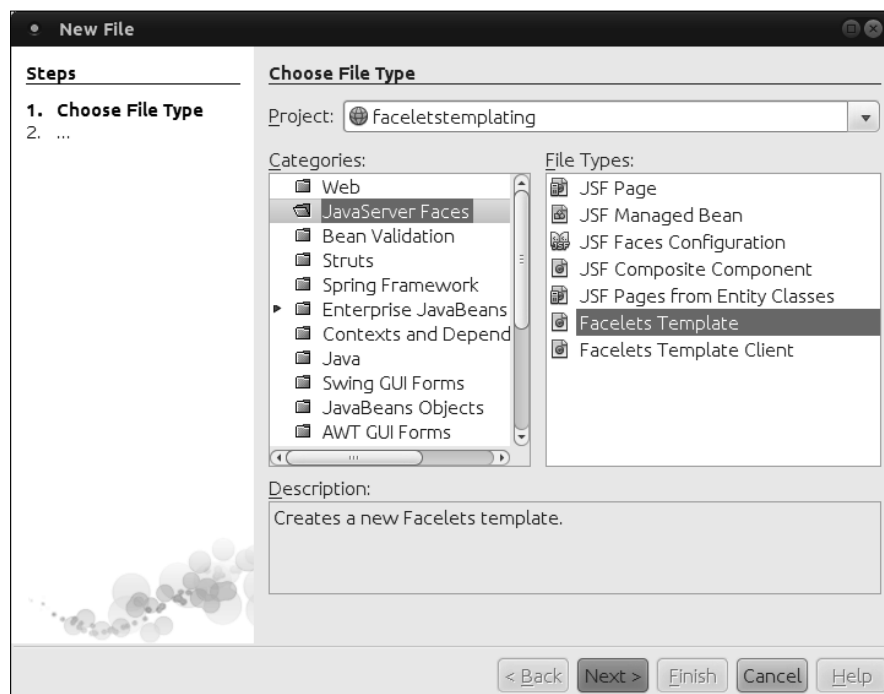 New File
Steps
1. Choose File Type
2. ...
Choose File Type
Project: faceletstemplating
Categories:
Web
JavaServer Faces
Bean Validation
Struts
Spring Framework
Enterprise JavaBeans
Contexts and Depend
Java
Swing GUI Forms
JavaBeans Objects
AWT GUI Forms
File Types:
JSF Page
JSF Managed Bean
JSF Faces Configuration
JSF Composite Component
JSF Pages from Entity Classes
Facelets Template
Facelets Template Client
Description:
Creates a new Facelets template.
< Back Next > Finish Cancel Help